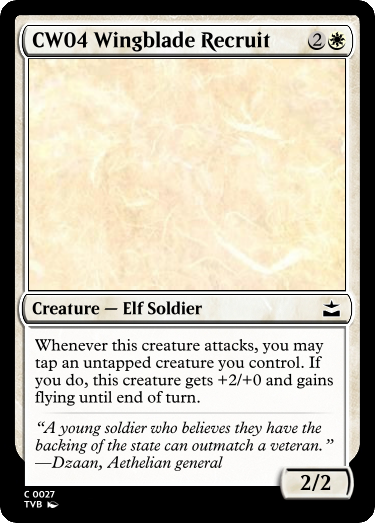 CW04 Wingblade Recruit 2
Creature — Elf Soldier
Whenever this creature attacks, you may
tap an untapped creature you control. If
you do, this creature gets +2/+0 and gains
flying until end of turn.
“A young soldier who believes they have the
backing of the state can outmatch a veteran.”
—Dzaan, Aethelian general
2/2
C 0027
TVB